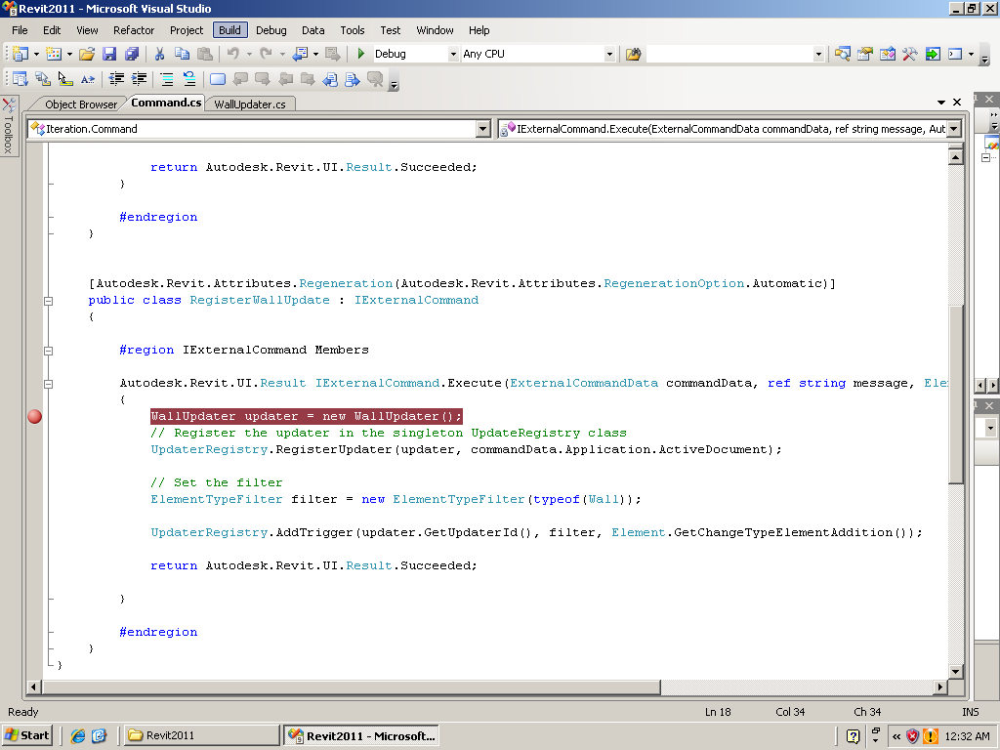 Revit2011 - Microsoft Visual Studio
File Edit View Refactor Project Build Debug Data Tools Test Window Help
Debug Any CPU
Toolbox
Object Browser Command.cs WallUpdater.cs
Iteration.Command IExternalCommand.Execute(ExternalCommandData commandData, ref string message, Aut
return Autodesk.Revit.UI.Result.Succeeded;
}
#endregion
}
[Autodesk.Revit.Attributes.Regeneration(Autodesk.Revit.Attributes.RegenerationOption.Automatic)]
public class RegisterWallUpdate : IExternalCommand
{
#region IExternalCommand Members
Autodesk.Revit.UI.Result IExternalCommand.Execute(ExternalCommandData commandData, ref string message, Ele
{
WallUpdater updater = new WallUpdater();
// Register the updater in the singleton UpdateRegistry class
UpdaterRegistry.RegisterUpdater(updater, commandData.Application.ActiveDocument);
// Set the filter
ElementTypeFilter filter = new ElementTypeFilter(typeof(Wall));
UpdaterRegistry.AddTrigger(updater.GetUpdaterId(), filter, Element.GetChangeTypeElementAddition());
return Autodesk.Revit.UI.Result.Succeeded;
}
#endregion
}
}
Ready Ln 18 Col 34 Ch 34 INS
Start Revit2011 Revit2011 - Microsoft... « 12:32 AM